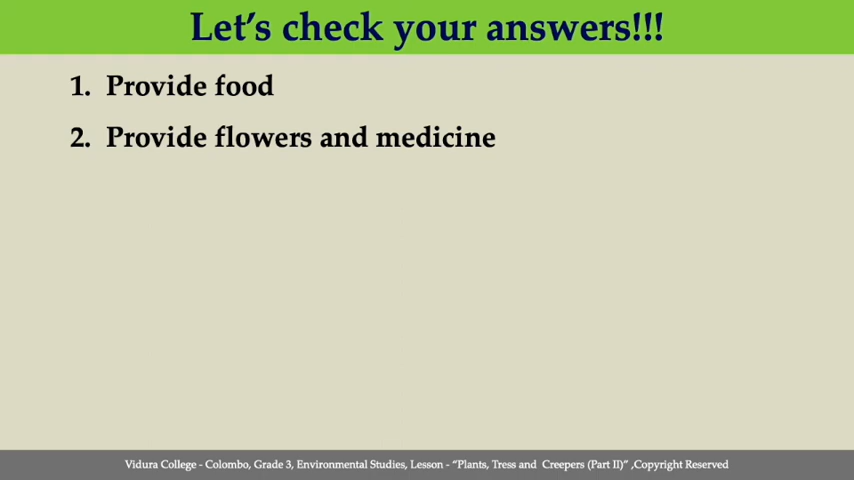 Let's check your answers!!!
1. Provide food
2. Provide flowers and medicine
Vidura College - Colombo, Grade 3, Environmental Studies, Lesson - “Plants, Tress and Creepers (Part II)” ,Copyright Reserved